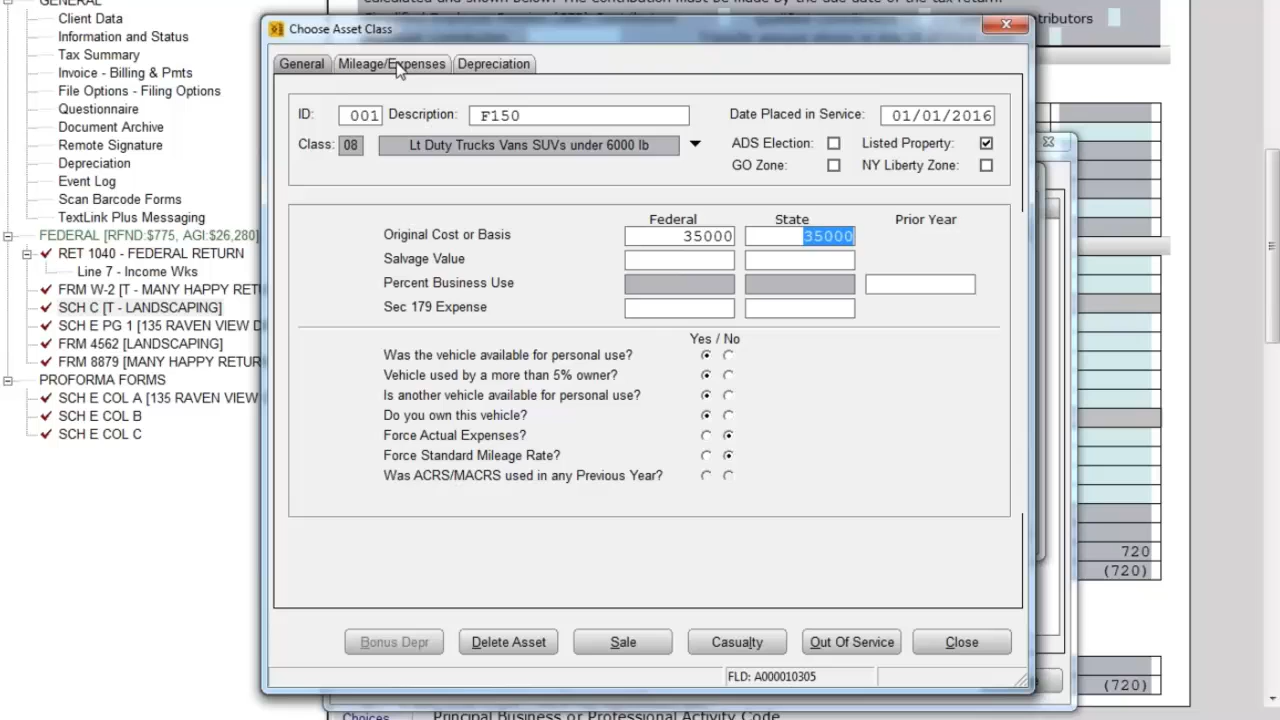 GENERAL
Client Data
Information and Status
Tax Summary
Invoice - Billing & Pmts
File Options - Filing Options
Questionnaire
Document Archive
Remote Signature
Depreciation
Event Log
Scan Barcode Forms
TextLink Plus Messaging
FEDERAL [RFND:$775, AGI:$26,280]
RET 1040 - FEDERAL RETURN
Line 7 - Income Wks
FRM W-2 [T - MANY HAPPY RET
SCH C [T - LANDSCAPING]
SCH E PG 1 [135 RAVEN VIEW D
FRM 4562 [LANDSCAPING]
FRM 8879 [MANY HAPPY RETUR
PROFORMA FORMS
SCH E COL A [135 RAVEN VIEW
SCH E COL B
SCH E COL C
Choose Asset Class
General Mileage/Expenses Depreciation
ID: 001 Description: F150 Date Placed in Service: 01/01/2016
Class: 08 Lt Duty Trucks Vans SUVs under 6000 lb ADS Election: Listed Property:
GO Zone: NY Liberty Zone:
Federal State Prior Year
Original Cost or Basis 35000 35000
Salvage Value
Percent Business Use
Sec 179 Expense
Yes / No
Was the vehicle available for personal use?
Vehicle used by a more than 5% owner?
Is another vehicle available for personal use?
Do you own this vehicle?
Force Actual Expenses?
Force Standard Mileage Rate?
Was ACRS/MACRS used in any Previous Year?
Bonus Depr Delete Asset Sale Casualty Out Of Service Close
FLD: A000010305
tributors
720
(720)
(720)
Choices Principal Business or Professional Activity Code